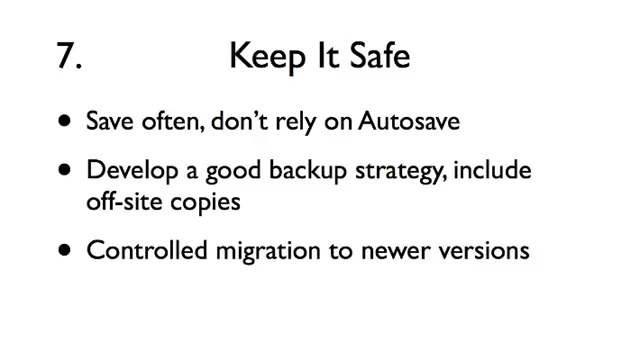 7. Keep It Safe
• Save often, don’t rely on Autosave
• Develop a good backup strategy, include
off-site copies
• Controlled migration to newer versions